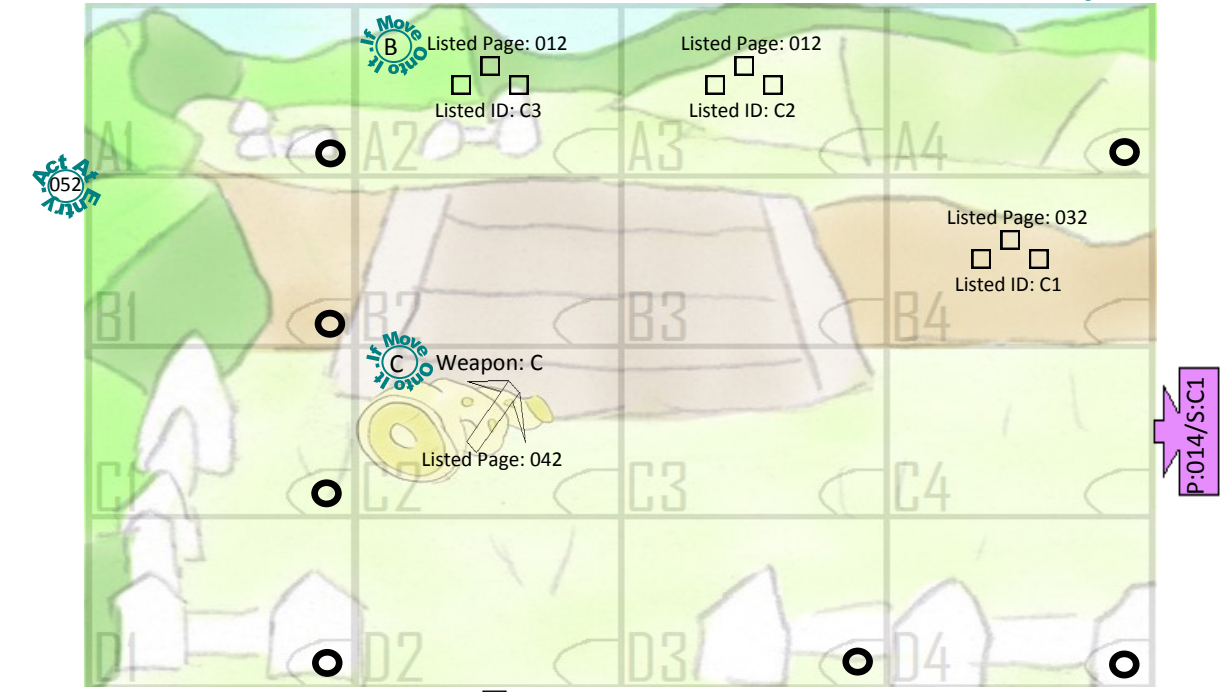 If Move Onto It.
B
Listed Page: 012
Listed ID: C3
Listed Page: 012
Listed ID: C2
A1
A2
A3
A4
Act At Entry.
052
Listed Page: 032
Listed ID: C1
B1
B2
B3
B4
If Move Onto It.
C
Weapon: C
Listed Page: 042
P:014/S:C1
C1
C2
C3
C4
D1
D2
D3
D4